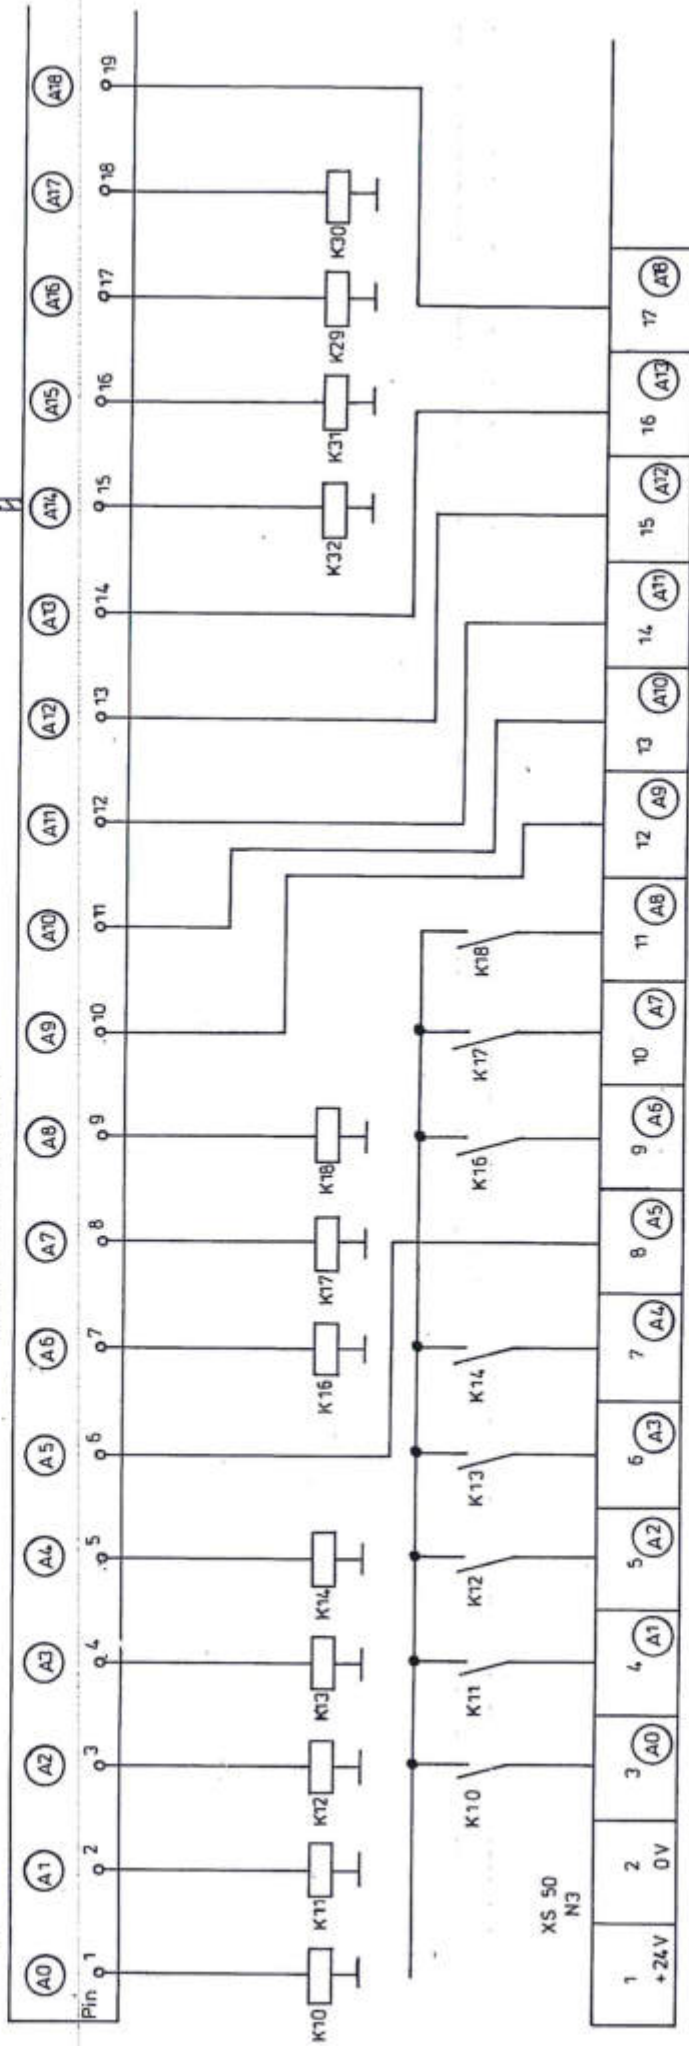 A0 A1 A2 A3 A4 A5 A6 A7 A8 A9 A10 A11 A12 A13 A14 A15 A16 A17 A18
Pin 1 2 3 4 5 6 7 8 9 10 11 12 13 14 15 16 17 18 19
K10 K11 K12 K13 K14 K16 K17 K18 K32 K31 K29 K30
K10 K11 K12 K13 K14 K16 K17 K18
XS 50
N3
1 2 3 A0 4 A1 5 A2 6 A3 7 A4 8 A5 9 A6 10 A7 11 A8 12 A9 13 A10 14 A11 15 A12 16 A13 17 A18
+24V 0V